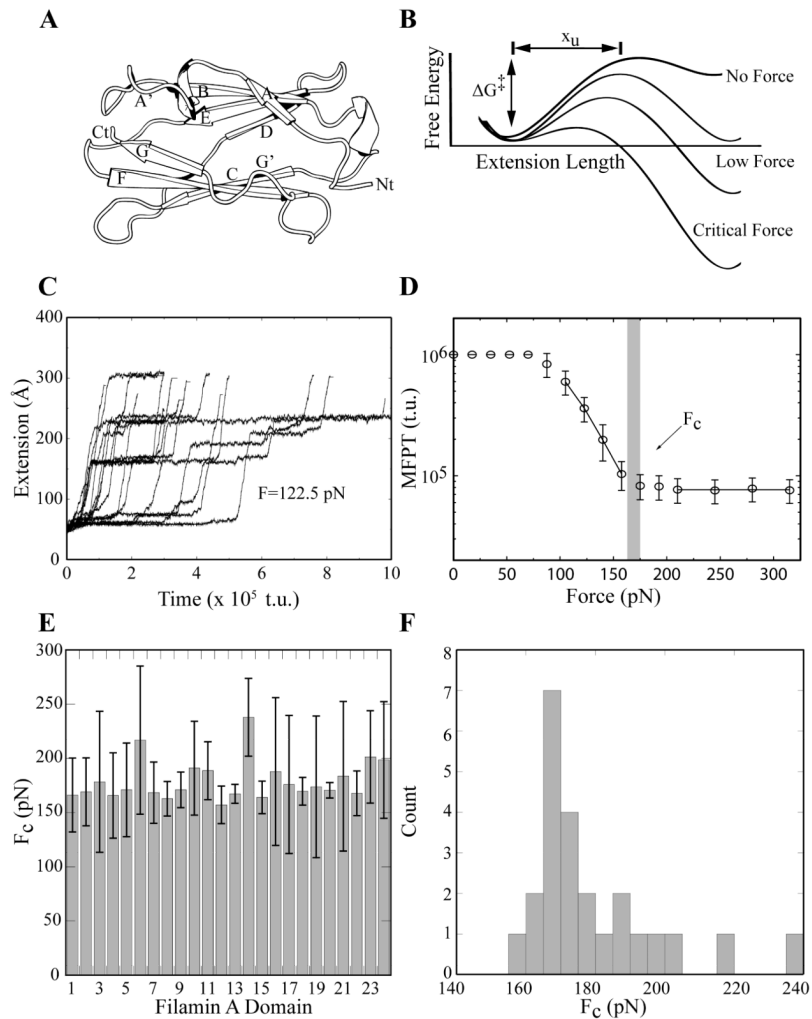 A
A'
B
A
E
D
Ct
G
G'
F
C
Nt
B
Free Energy
ΔG‡
x_u
No Force
Extension Length
Low Force
Critical Force
C
Extension (Å)
400
300
200
100
0
F=122.5 pN
0 2 4 6 8 10
Time (x 10⁵ t.u.)
D
MFPT (t.u.)
10⁶
10⁵
F_c
0 50 100 150 200 250 300
Force (pN)
E
F_c (pN)
300
250
200
150
100
50
0
1 3 5 7 9 11 13 15 17 19 21 23
Filamin A Domain
F
Count
8
7
6
5
4
3
2
1
0
140 160 180 200 220 240
F_c (pN)